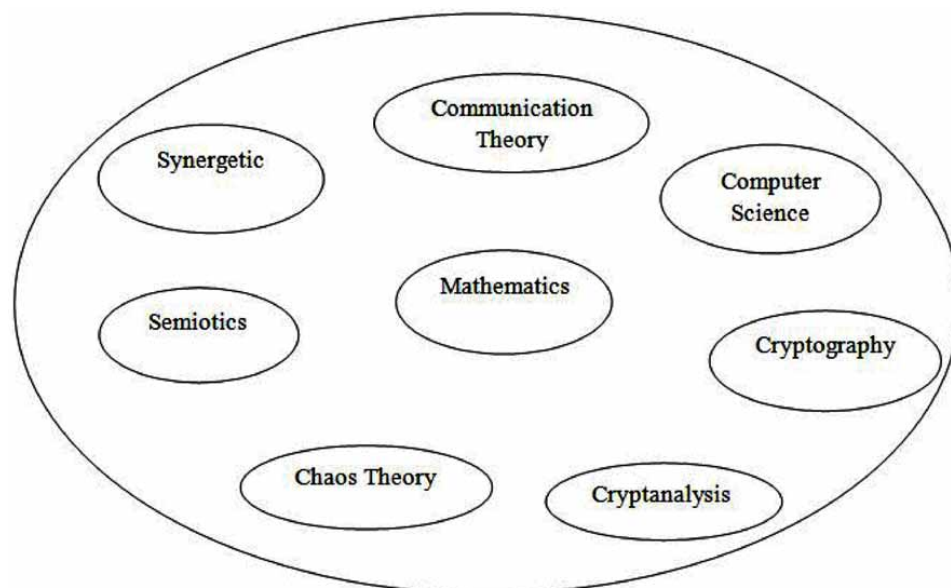 Communication
Theory
Synergetic
Computer
Science
Mathematics
Semiotics
Cryptography
Chaos Theory
Cryptanalysis